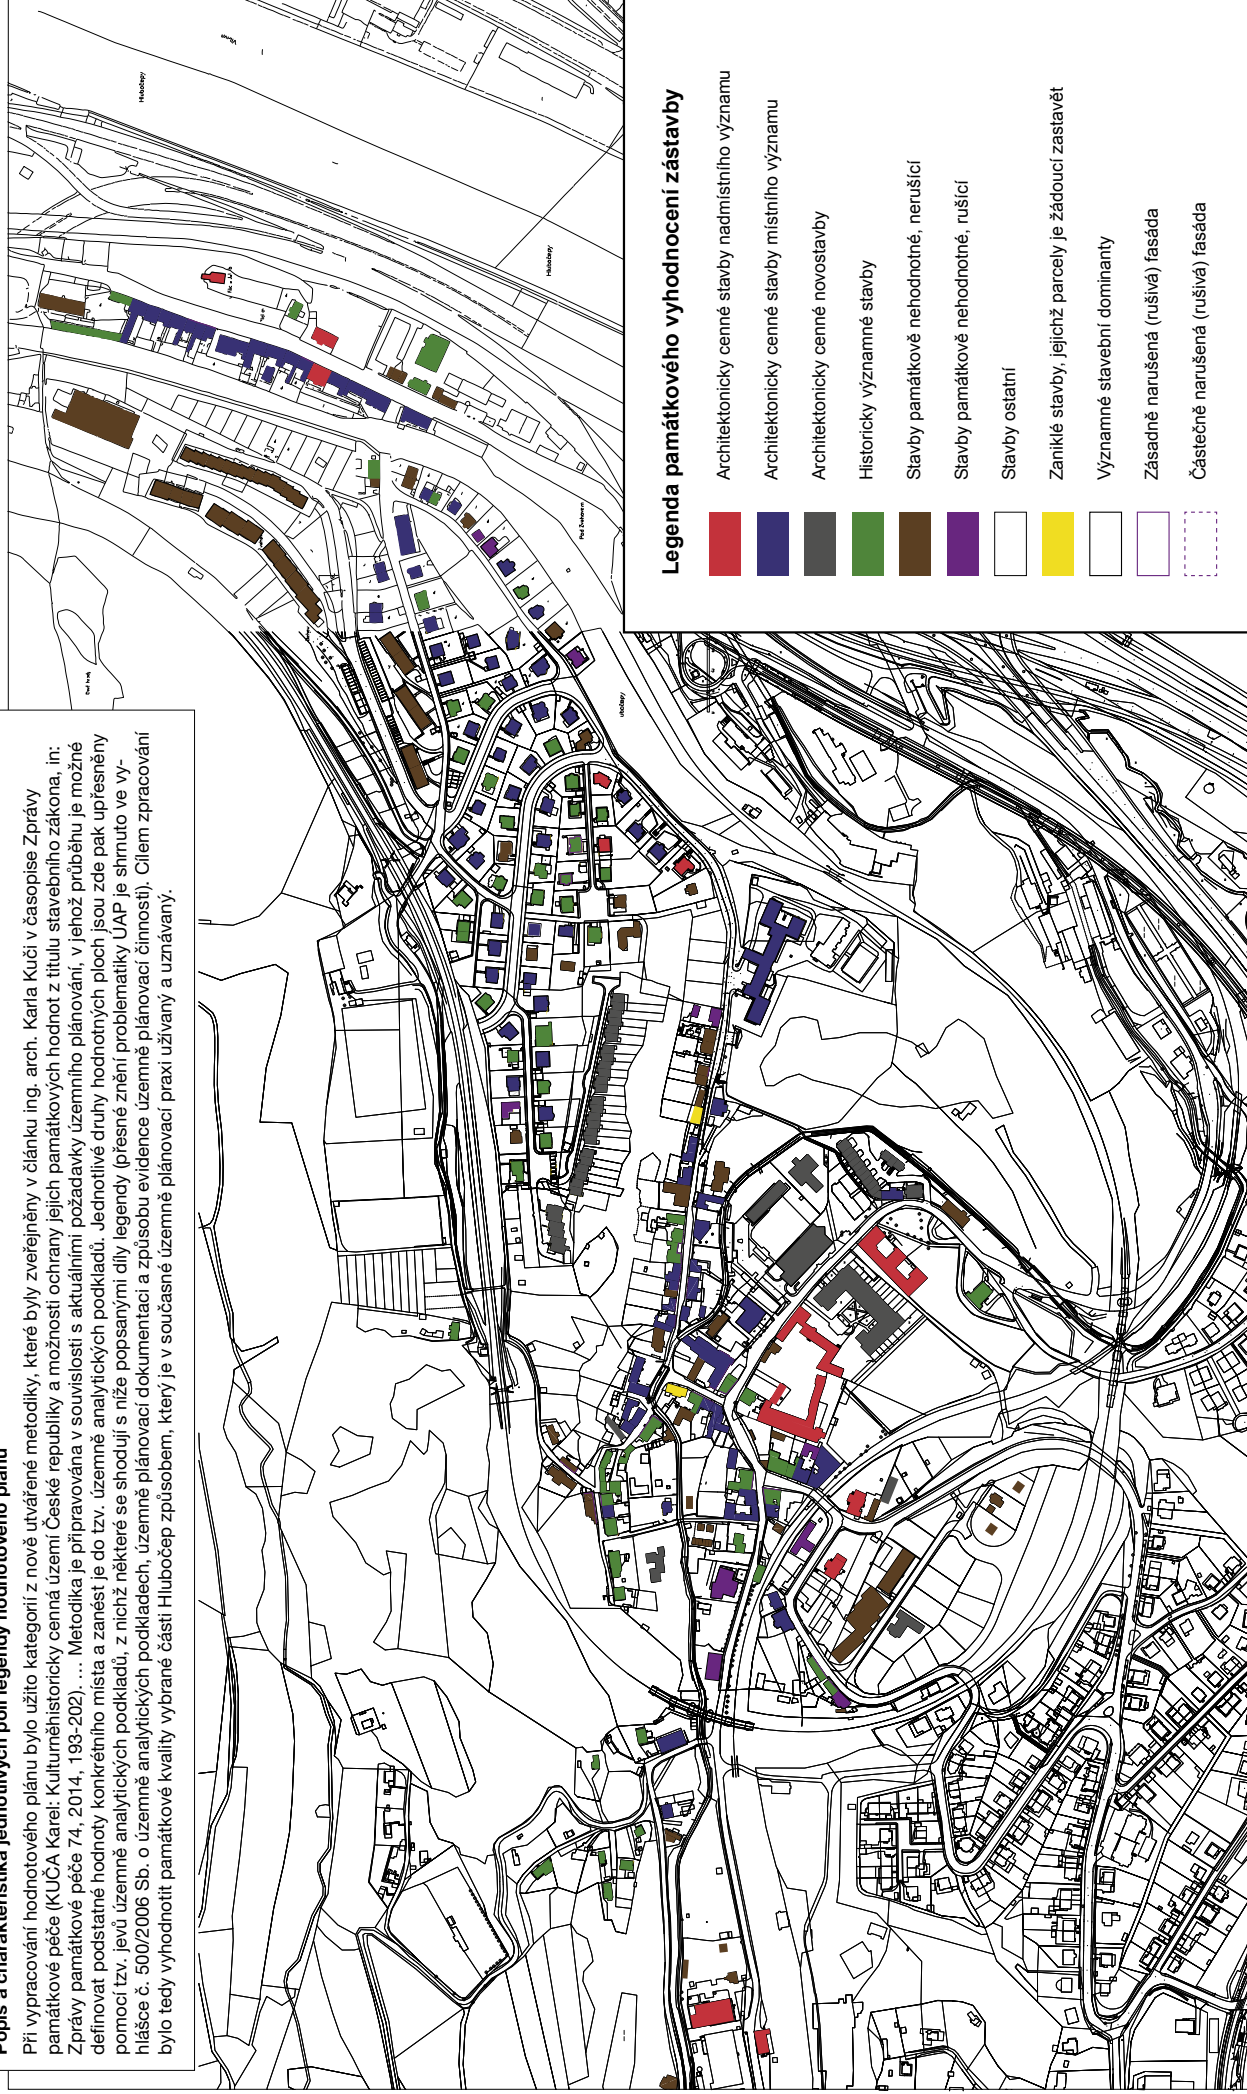 Popis a charakteristika jednotlivých polí legendy hodnotového plánu
Při vypracování hodnotového plánu bylo užito kategorií z nově utvářené metodiky, které byly zveřejněny v článku ing. arch. Karla Kuči v časopise Zprávy
památkové péče (KUČA Karel: Kulturněhistoricky cenná území České republiky a možnosti ochrany jejich památkových hodnot z titulu stavebního zákona, in:
Zprávy památkové péče 74, 2014, 193-202). … Metodika je připravována v souvislosti s aktuálními požadavky územního plánování, v jehož průběhu je možné
definovat podstatné hodnoty konkrétního místa a zanést je do tzv. územně analytických podkladů. Jednotlivé druhy hodnotných ploch jsou zde pak upřesněny
pomocí tzv. jevů územně analytických podkladů, z nichž některé se shodují s níže popsanými díly legendy (přesné znění problematiky ÚAP je shrnuto ve vy-
hlášce č. 500/2006 Sb. o územně analytických podkladech, územně plánovací dokumentaci a způsobu evidence územně plánovací činnosti). Cílem zpracování
bylo tedy vyhodnotit památkové kvality vybrané části Hlubočep způsobem, který je v současné územně plánovací praxi užívaný a uznávaný.
Vltava
Hlubočepy
Hlubočepy
Pod Žvahovem
Legenda památkového vyhodnocení zástavby
Architektonicky cenné stavby nadmístního významu
Architektonicky cenné stavby místního významu
Architektonicky cenné novostavby
Historicky významné stavby
Stavby památkově nehodnotné, nerušící
Stavby památkově nehodnotné, rušící
Stavby ostatní
Zaniklé stavby, jejichž parcely je žádoucí zastavět
Významné stavební dominanty
Zásadně narušená (rušivá) fasáda
Částečně narušená (rušivá) fasáda